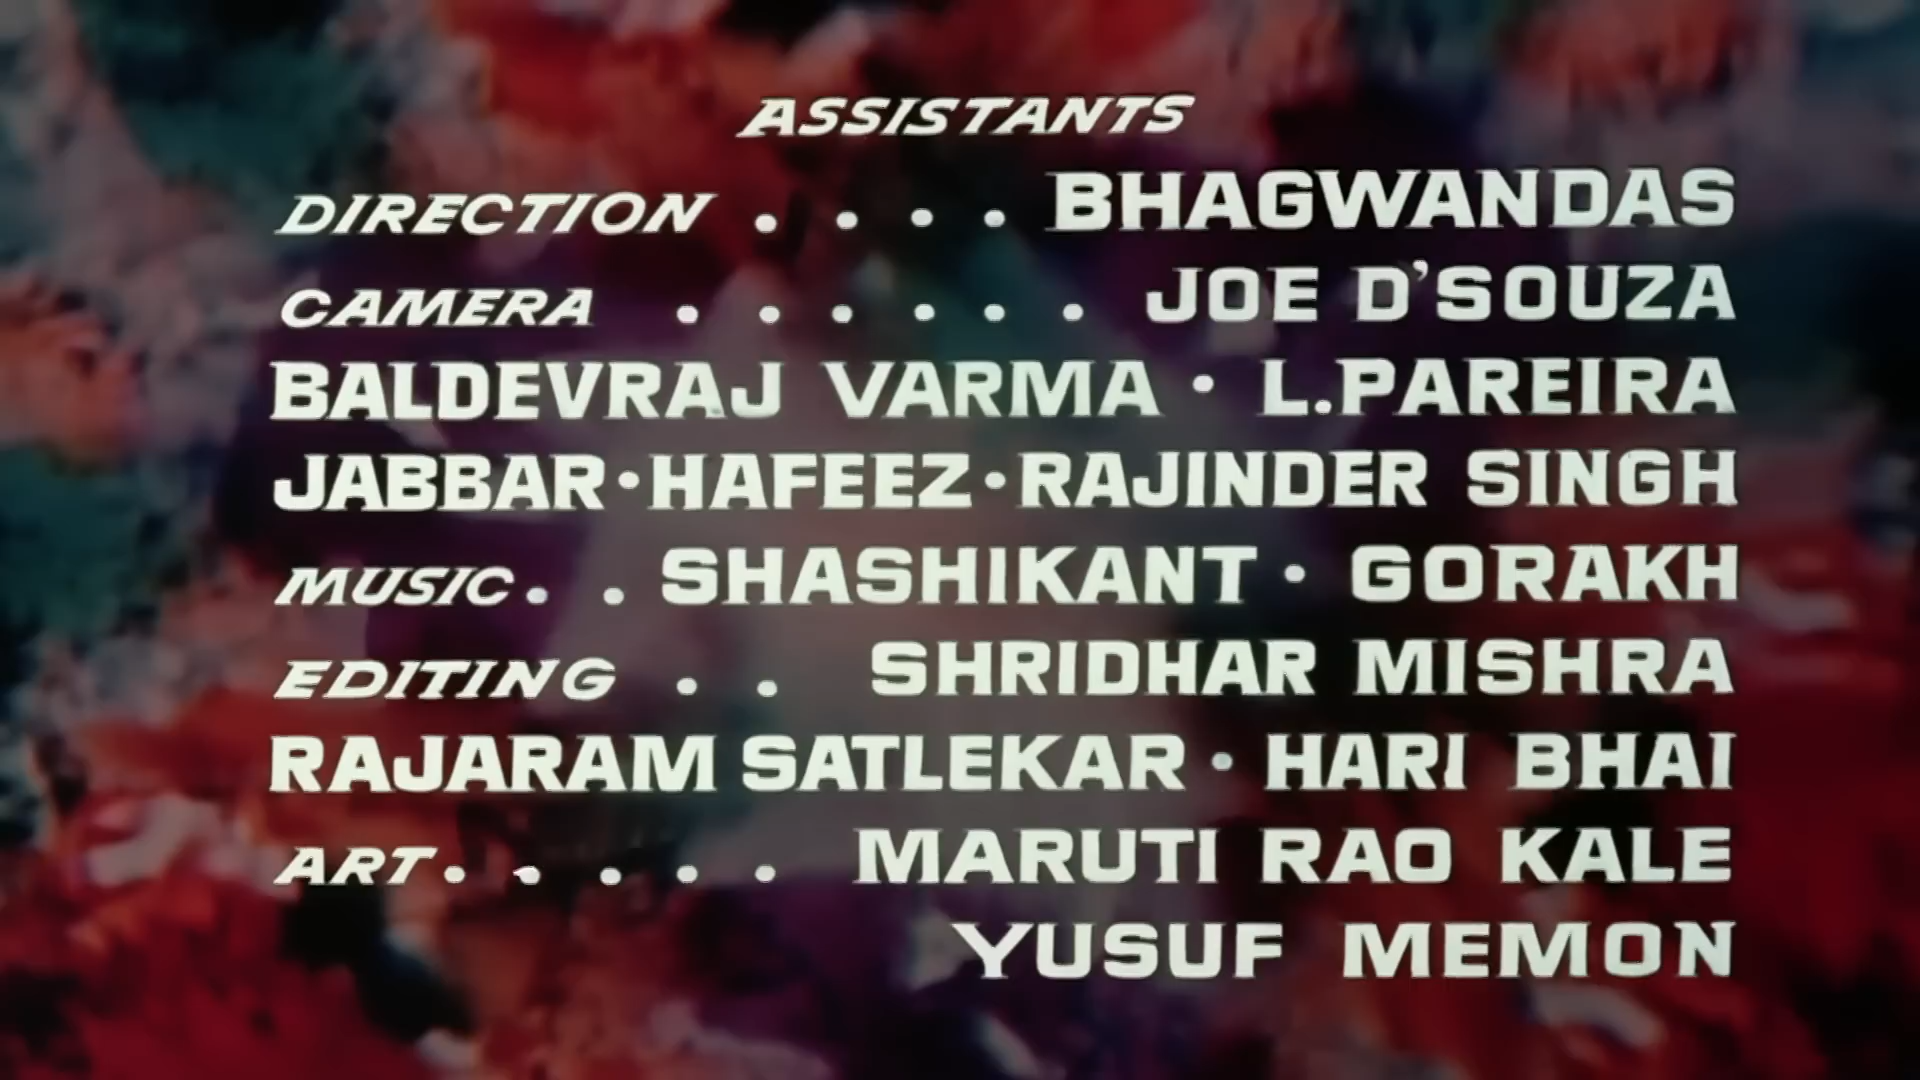 ASSISTANTS
DIRECTION . . . . BHAGWANDAS
CAMERA . . . . . . JOE D'SOUZA
BALDEVRAJ VARMA · L.PAREIRA
JABBAR · HAFEEZ · RAJINDER SINGH
MUSIC . . SHASHIKANT · GORAKH
EDITING . . SHRIDHAR MISHRA
RAJARAM SATLEKAR · HARI BHAI
ART . . . . . MARUTI RAO KALE
YUSUF MEMON